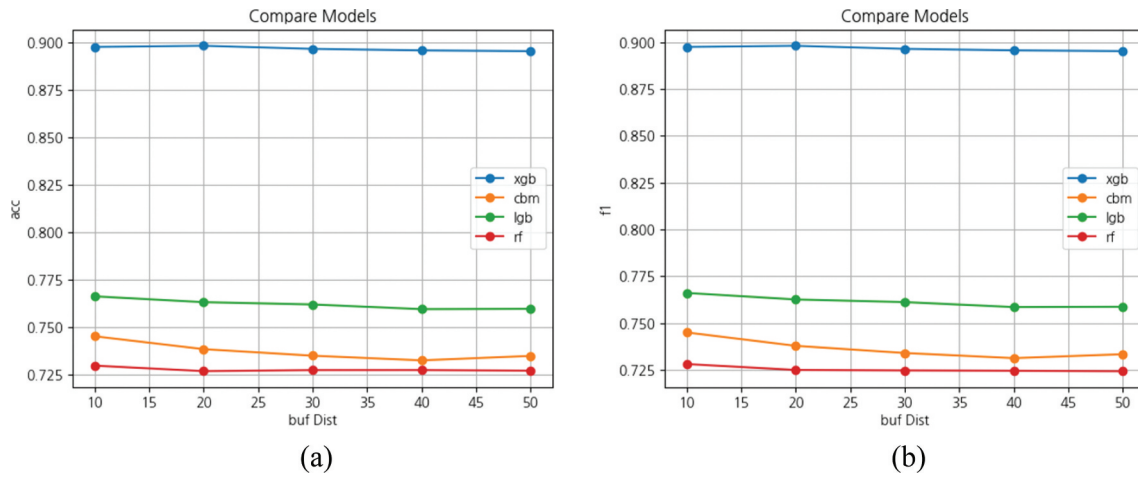 Compare Models
0.900
0.875
0.850
0.825
0.800
0.775
0.750
0.725
acc
xgb
cbm
lgb
rf
10 15 20 25 30 35 40 45 50
buf Dist
(a)
Compare Models
0.900
0.875
0.850
0.825
0.800
0.775
0.750
0.725
f1
xgb
cbm
lgb
rf
10 15 20 25 30 35 40 45 50
buf Dist
(b)